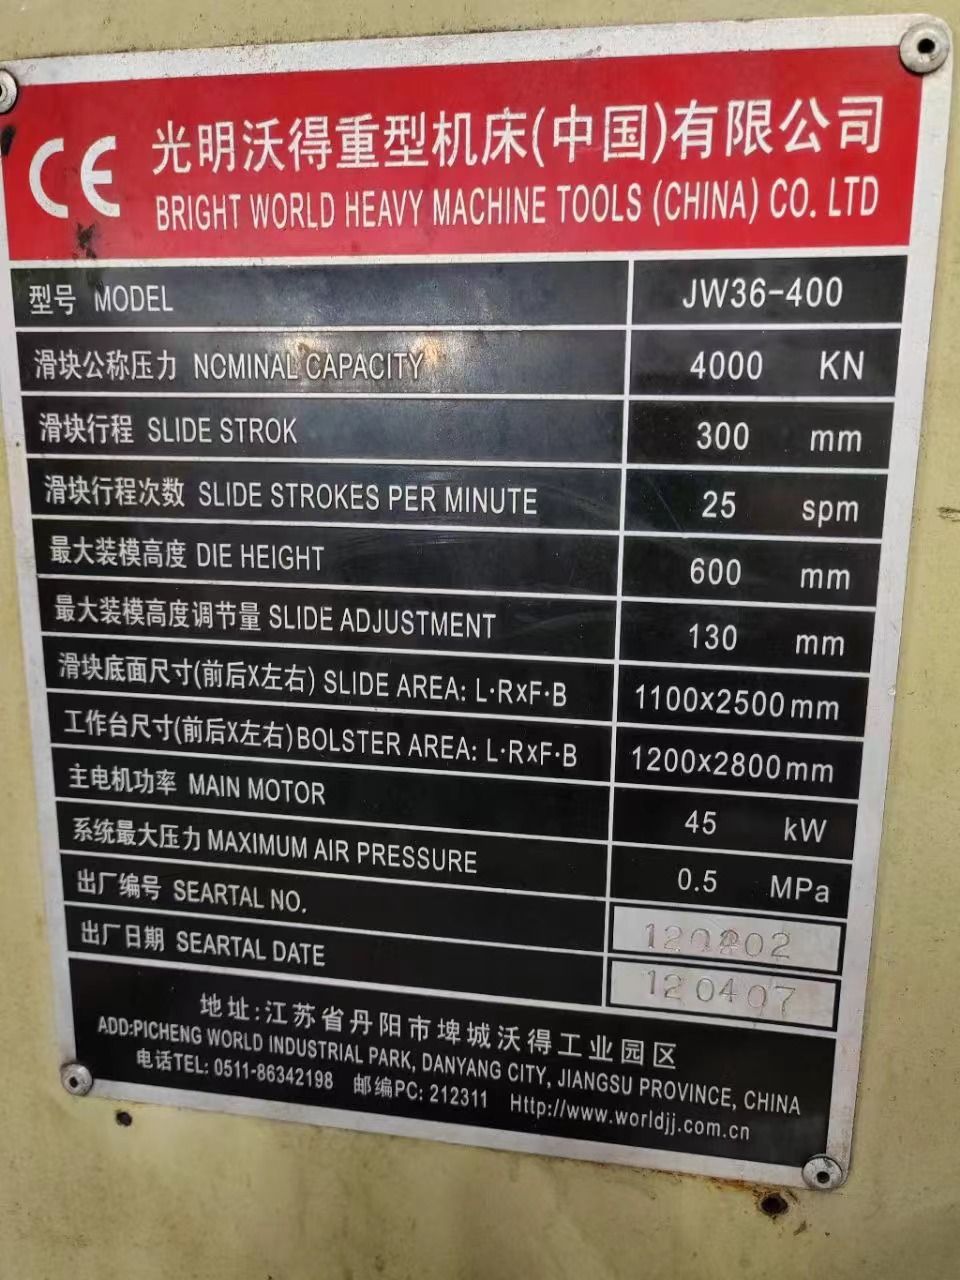 CE 光明沃得重型机床(中国)有限公司
BRIGHT WORLD HEAVY MACHINE TOOLS (CHINA) CO. LTD
型号 MODEL JW36-400
滑块公称压力 NCMINAL CAPACITY 4000 KN
滑块行程 SLIDE STROK 300 mm
滑块行程次数 SLIDE STROKES PER MINUTE 25 spm
最大装模高度 DIE HEIGHT 600 mm
最大装模高度调节量 SLIDE ADJUSTMENT 130 mm
滑块底面尺寸(前后X左右) SLIDE AREA: L·RxF·B 1100x2500mm
工作台尺寸(前后X左右)BOLSTER AREA: L·RxF·B 1200x2800mm
主电机功率 MAIN MOTOR 45 kW
系统最大压力 MAXIMUM AIR PRESSURE 0.5 MPa
出厂编号 SEARTAL NO.
出厂日期 SEARTAL DATE 120407
地址:江苏省丹阳市埤城沃得工业园区
ADD:PICHENG WORLD INDUSTRIAL PARK, DANYANG CITY, JIANGSU PROVINCE, CHINA
电话TEL: 0511-86342198 邮编PC: 212311 Http://www.worldjj.com.cn